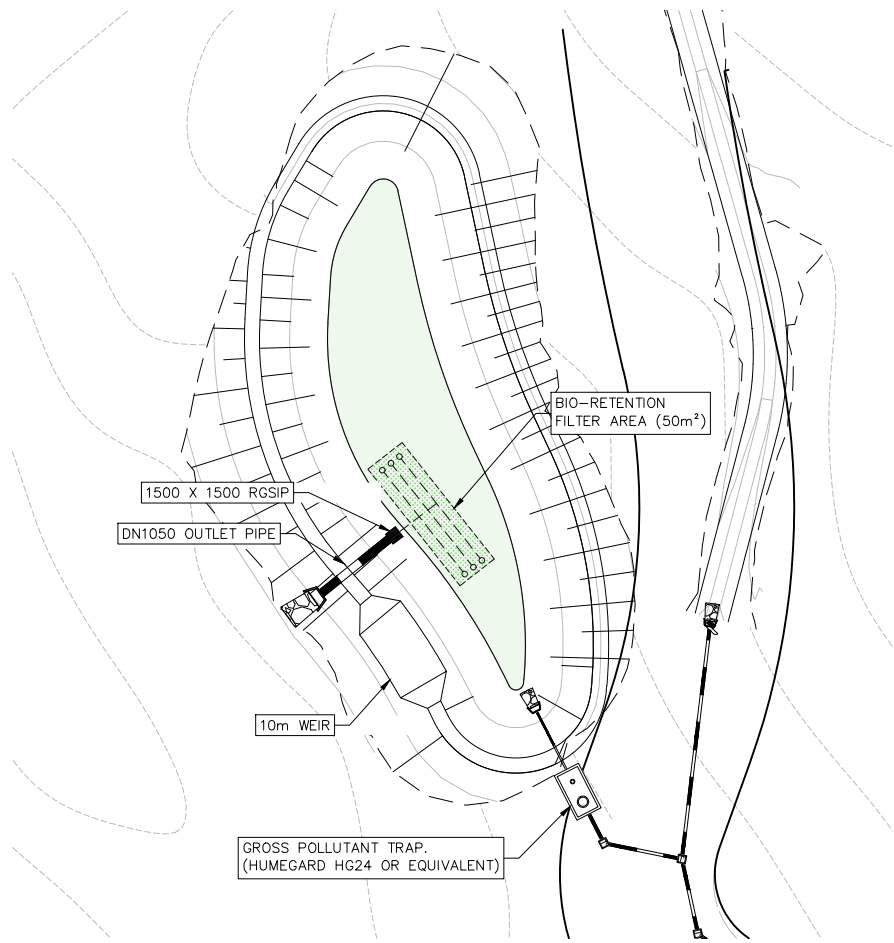 BIO-RETENTION
FILTER AREA (50m²)
1500 X 1500 RGSIP
DN1050 OUTLET PIPE
10m WEIR
GROSS POLLUTANT TRAP.
(HUMEGARD HG24 OR EQUIVALENT)